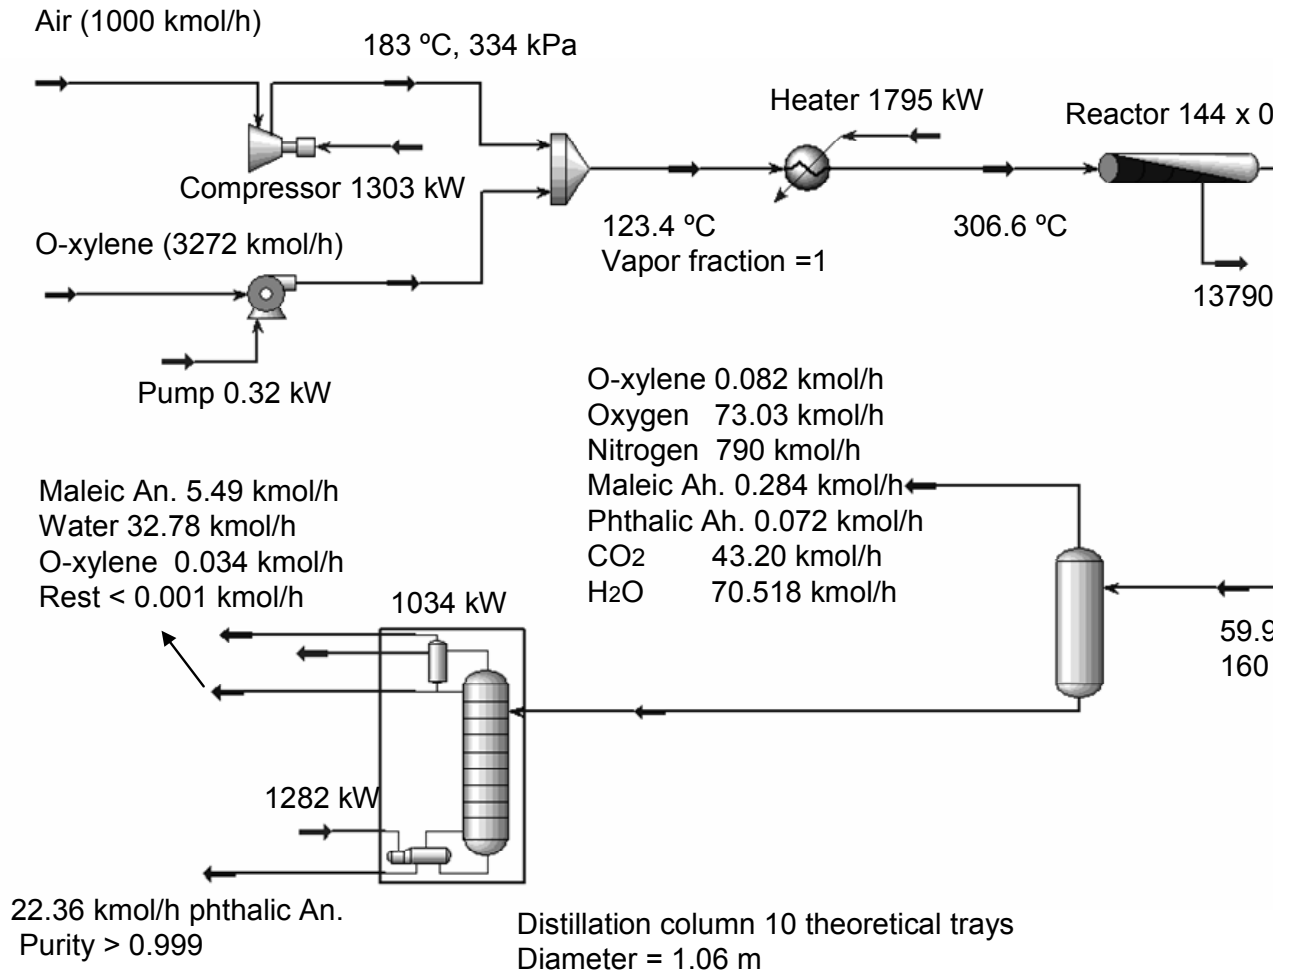 Air (1000 kmol/h)
183 ºC, 334 kPa
Heater 1795 kW
Reactor 144 x 0
Compressor 1303 kW
O-xylene (3272 kmol/h)
123.4 ºC
Vapor fraction =1
306.6 ºC
13790
Pump 0.32 kW
O-xylene 0.082 kmol/h
Oxygen 73.03 kmol/h
Nitrogen 790 kmol/h
Maleic Ah. 0.284 kmol/h
Phthalic Ah. 0.072 kmol/h
CO2 43.20 kmol/h
H2O 70.518 kmol/h
Maleic An. 5.49 kmol/h
Water 32.78 kmol/h
O-xylene 0.034 kmol/h
Rest < 0.001 kmol/h
1034 kW
59.9
160
1282 kW
22.36 kmol/h phthalic An.
Purity > 0.999
Distillation column 10 theoretical trays
Diameter = 1.06 m